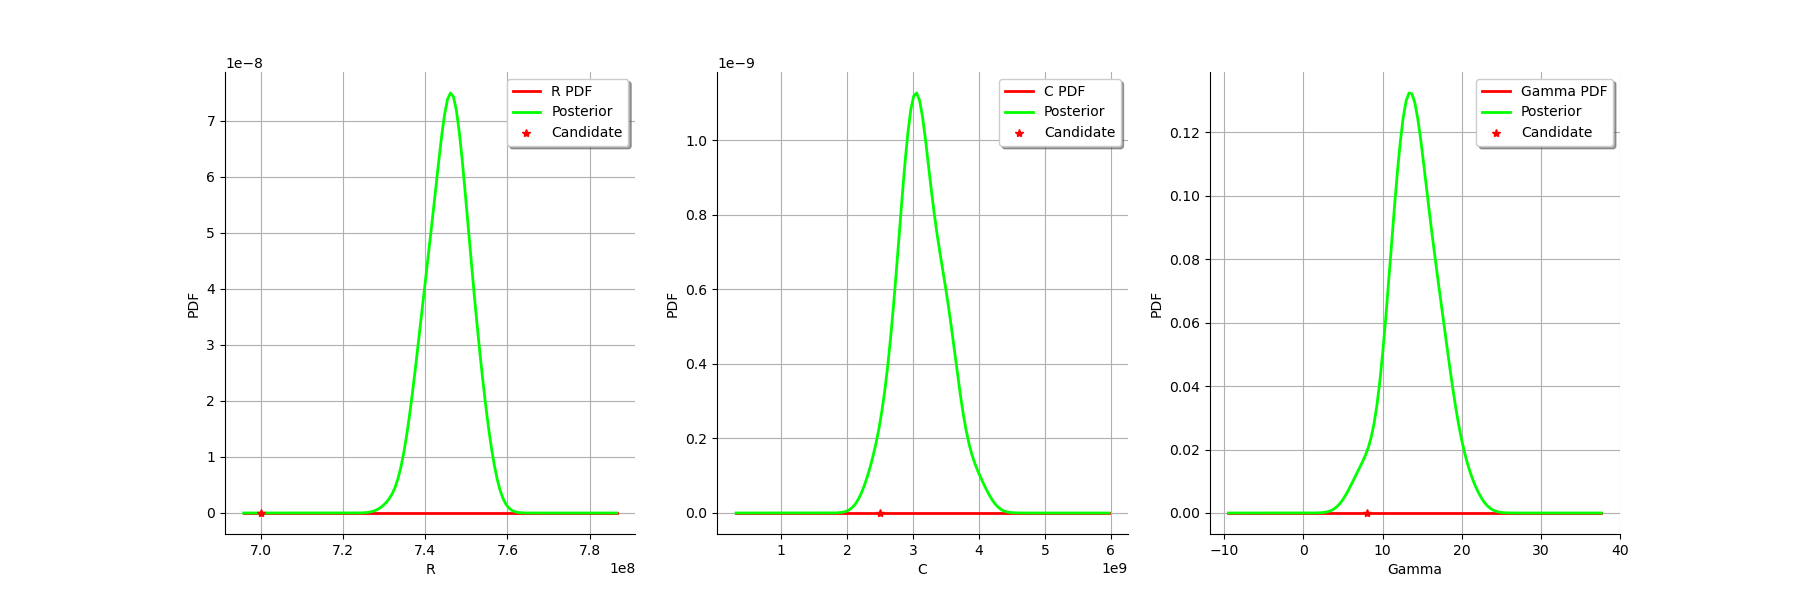 1e−8
R PDF
Posterior
Candidate
7
6
5
4
3
2
1
0
PDF
7.0 7.2 7.4 7.6 7.8
R
1e8
1e−9
C PDF
Posterior
Candidate
1.0
0.8
0.6
0.4
0.2
0.0
PDF
1 2 3 4 5 6
C
1e9
Gamma PDF
Posterior
Candidate
0.12
0.10
0.08
0.06
0.04
0.02
0.00
PDF
−10 0 10 20 30 40
Gamma